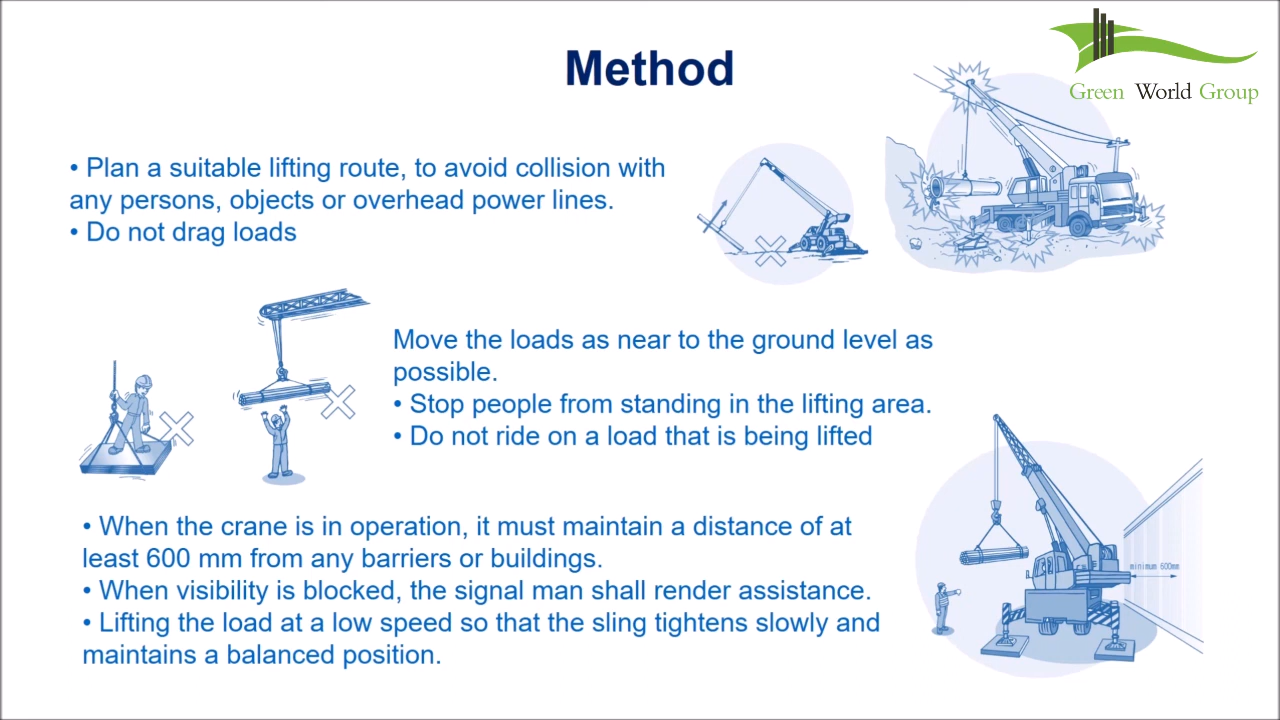 Green World Group
Method
• Plan a suitable lifting route, to avoid collision with
any persons, objects or overhead power lines.
• Do not drag loads
Move the loads as near to the ground level as
possible.
• Stop people from standing in the lifting area.
• Do not ride on a load that is being lifted
• When the crane is in operation, it must maintain a distance of at
least 600 mm from any barriers or buildings.
• When visibility is blocked, the signal man shall render assistance.
• Lifting the load at a low speed so that the sling tightens slowly and
maintains a balanced position.
minimum 600mm